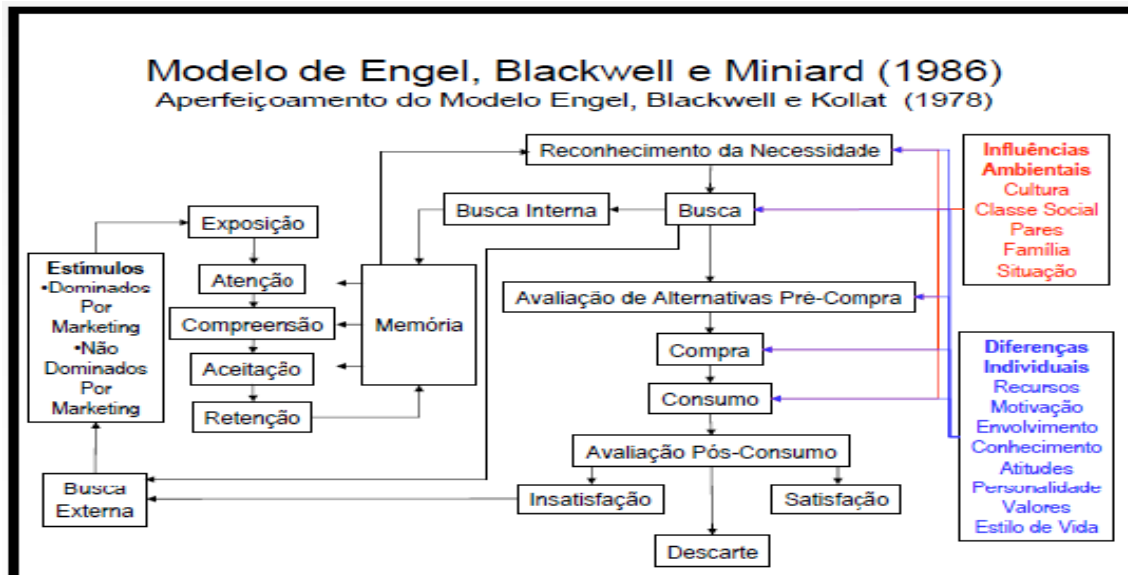 Modelo de Engel, Blackwell e Miniard (1986)
Aperfeiçoamento do Modelo Engel, Blackwell e Kollat (1978)
Reconhecimento da Necessidade
Busca Interna
Busca
Exposição
Atenção
Compreensão
Aceitação
Retenção
Memória
Estímulos
•Dominados
Por
Marketing
•Não
Dominados
Por
Marketing
Busca
Externa
Avaliação de Alternativas Pré-Compra
Compra
Consumo
Avaliação Pós-Consumo
Insatisfação
Satisfação
Descarte
Influências
Ambientais
Cultura
Classe Social
Pares
Família
Situação
Diferenças
Individuais
Recursos
Motivação
Envolvimento
Conhecimento
Atitudes
Personalidade
Valores
Estilo de Vida